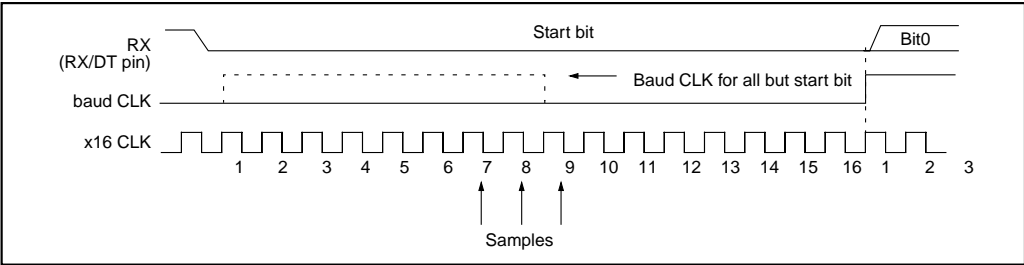 Start bit
Bit0
RX
(RX/DT pin)
Baud CLK for all but start bit
baud CLK
x16 CLK
1 2 3 4 5 6 7 8 9 10 11 12 13 14 15 16 1 2 3
Samples